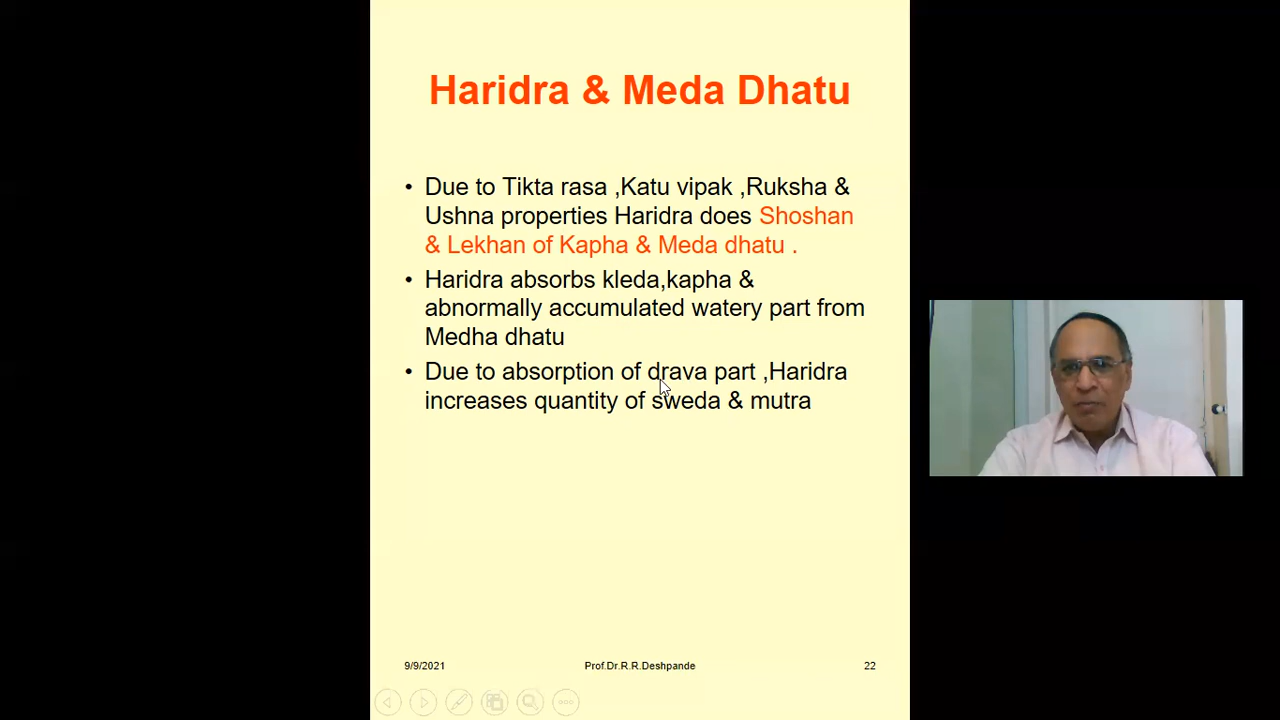 Haridra & Meda Dhatu
• Due to Tikta rasa ,Katu vipak ,Ruksha &
Ushna properties Haridra does Shoshan
& Lekhan of Kapha & Meda dhatu .
• Haridra absorbs kleda,kapha &
abnormally accumulated watery part from
Medha dhatu
• Due to absorption of drava part ,Haridra
increases quantity of sweda & mutra
9/9/2021 Prof.Dr.R.R.Deshpande 22